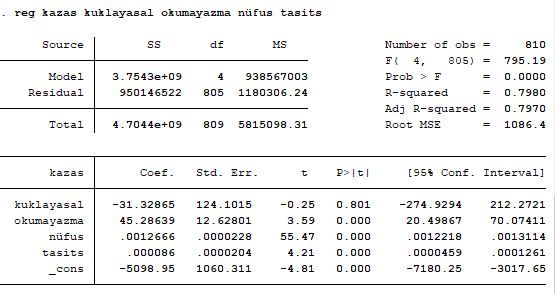 . reg kazas kuklayasal okumayazma nüfus tasits
Source SS df MS Number of obs = 810
F( 4, 805) = 795.19
Model 3.7543e+09 4 938567003 Prob > F = 0.0000
Residual 950146522 805 1180306.24 R-squared = 0.7980
Adj R-squared = 0.7970
Total 4.7044e+09 809 5815098.31 Root MSE = 1086.4
kazas Coef. Std. Err. t P>|t| [95% Conf. Interval]
kuklayasal -31.32865 124.1015 -0.25 0.801 -274.9294 212.2721
okumayazma 45.28639 12.62801 3.59 0.000 20.49867 70.07411
nüfus .0012666 .0000228 55.47 0.000 .0012218 .0013114
tasits .000086 .0000204 4.21 0.000 .0000459 .0001261
_cons -5098.95 1060.311 -4.81 0.000 -7180.25 -3017.65